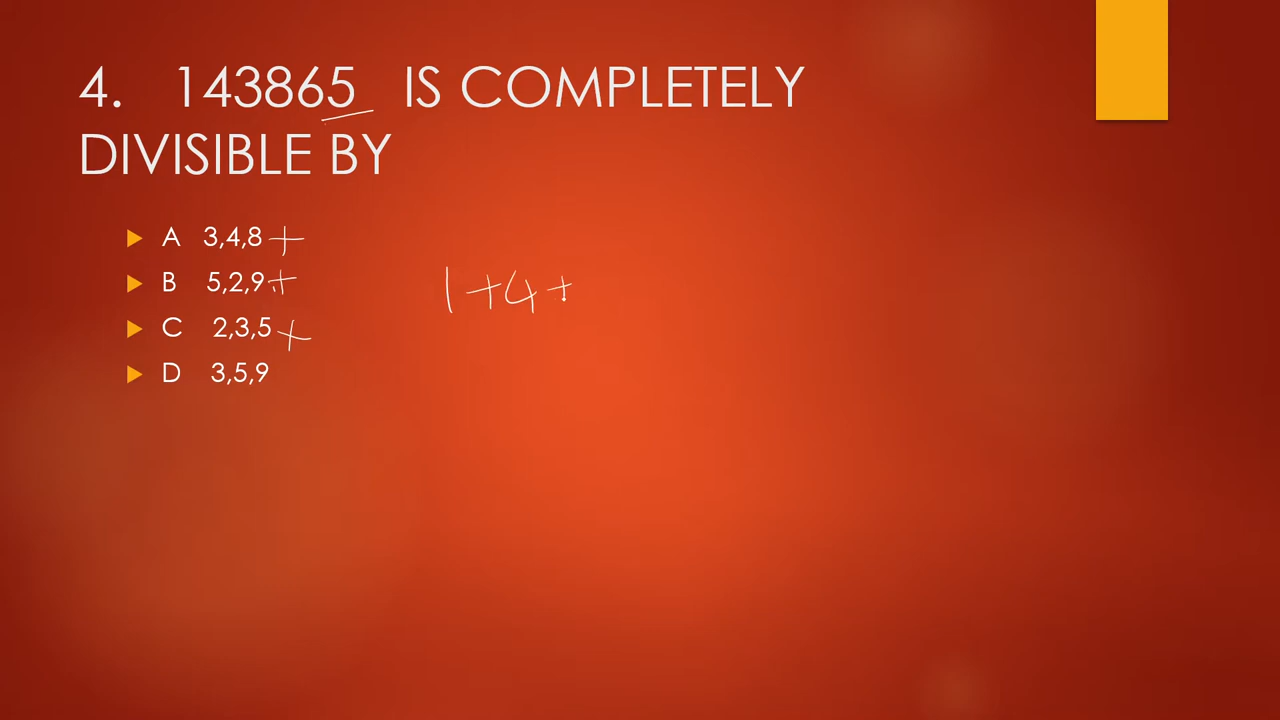 4. 143865 IS COMPLETELY
DIVISIBLE BY
A 3,4,8 +
B 5,2,9 +
1+4+
C 2,3,5 +
D 3,5,9